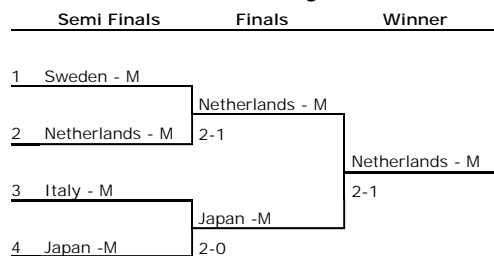 Semi Finals Finals Winner
1 Sweden - M
Netherlands - M
2 Netherlands - M 2-1
Netherlands - M
3 Italy - M 2-1
Japan -M
4 Japan -M 2-0